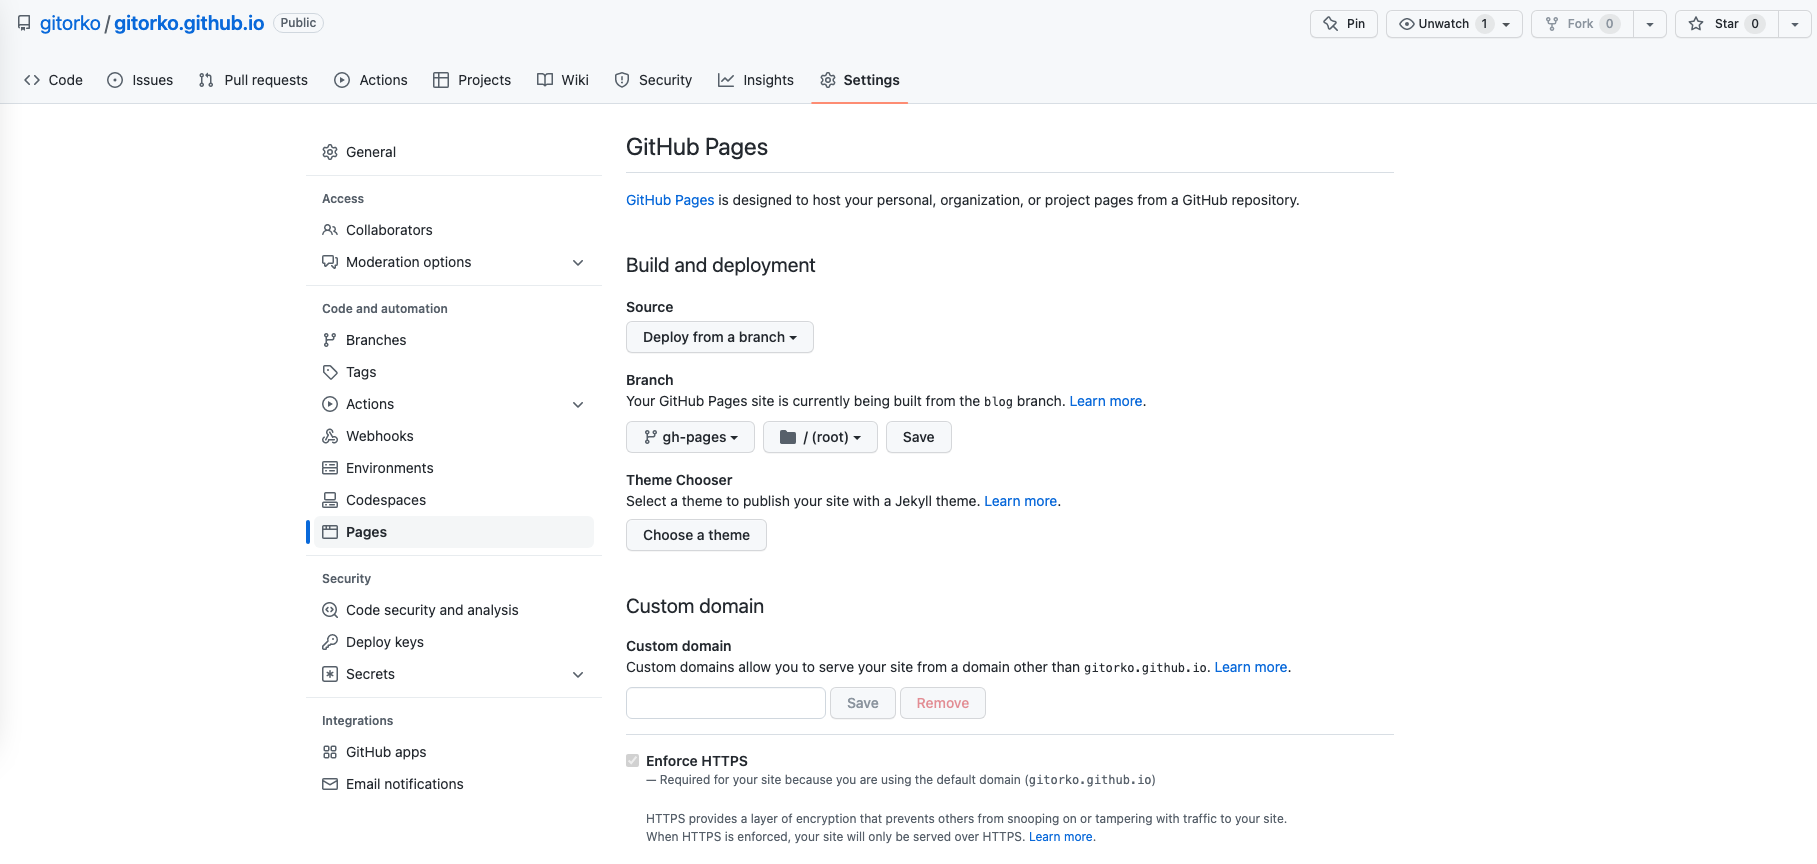 gitorko / gitorko.github.io Public
Pin Unwatch 1 Fork 0 Star 0
Code Issues Pull requests Actions Projects Wiki Security Insights Settings
General
Access
Collaborators
Moderation options
Code and automation
Branches
Tags
Actions
Webhooks
Environments
Codespaces
Pages
Security
Code security and analysis
Deploy keys
Secrets
Integrations
GitHub apps
Email notifications
GitHub Pages
GitHub Pages is designed to host your personal, organization, or project pages from a GitHub repository.
Build and deployment
Source
Deploy from a branch
Branch
Your GitHub Pages site is currently being built from the blog branch. Learn more.
gh-pages / (root) Save
Theme Chooser
Select a theme to publish your site with a Jekyll theme. Learn more.
Choose a theme
Custom domain
Custom domain
Custom domains allow you to serve your site from a domain other than gitorko.github.io. Learn more.
Save Remove
Enforce HTTPS
— Required for your site because you are using the default domain (gitorko.github.io)
HTTPS provides a layer of encryption that prevents others from snooping on or tampering with traffic to your site.
When HTTPS is enforced, your site will only be served over HTTPS. Learn more.